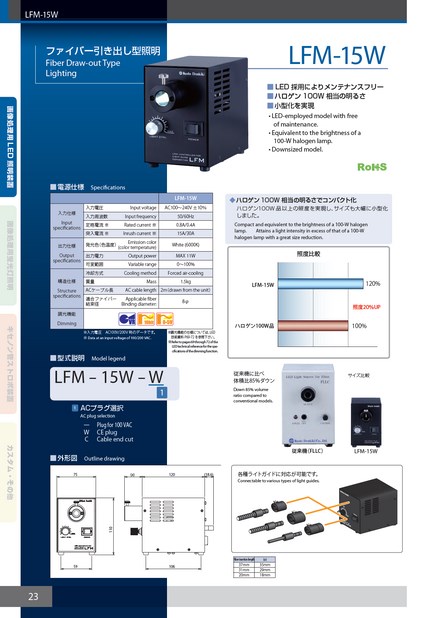 LFM-15W
ファイバー引き出し型照明
Fiber Draw-out Type
Lighting
LFM-15W
■ LED 採用によりメンテナンスフリー
■ ハロゲン 100W 相当の明るさ
■ 小型化を実現
• LED-employed model with free
of maintenance.
• Equivalent to the brightness of a
100-W halogen lamp.
• Downsized model.
RoHS
LFM
画像処理用 LED 照明装置
カスタム・その他
■ 電源仕様 Specifications
LFM-15W
入力仕様
Input
specifications
入力電圧 Input voltage AC100～240V ±10%
入力周波数 Input frequency 50/60Hz
定格電流 ※ Rated current ※ 0.8A/0.4A
突入電流 ※ Inrush current ※ 15A/30A
出力仕様
Output
specifications
発光色（色温度） Emission color
(color temperature) White (6000K)
出力電力 Output power MAX 11W
可変範囲 Variable range 0～100%
構造仕様
Structure
specifications
冷却方式 Cooling method Forced air-cooling
質量 Mass 1.5kg
ACケーブル長 AC cable length 2m (drawn from the unit)
適合ファイバー
結束径 Applicable fiber
Binding diameter: 8φ
調光機能
Dimming
※入力電圧 AC100/200V 時のデータです。
※ Data at an input voltage of 100/200 VAC.
◆ ハロゲン 100W 相当の明るさでコンパクト化
ハロゲン100W品以上の照度を実現し、サイズも大幅に小型化
しました。
Compact and equivalent to the brightness of a 100-W halogen
lamp. Attains a light intensity in excess of that of a 100-W
halogen lamp with a great size reduction.
照度比較
LFM-15W 120%
照度20%UP
ハロゲン100W品 100%
■ 型式説明 Model legend
LFM – 15W – W
1
1 ACプラグ選択
AC plug selection
— Plug for 100 VAC
W CE plug
C Cable end cut
従来機に比べ
体積比85%ダウン
Down 85% volume
ratio compared to
conventional models.
サイズ比較
従来機（FLLC）
LFM-15W
■ 外形図 Outline drawing
各種ライトガイドに対応が可能です。
Connectable to various types of light guides.
23